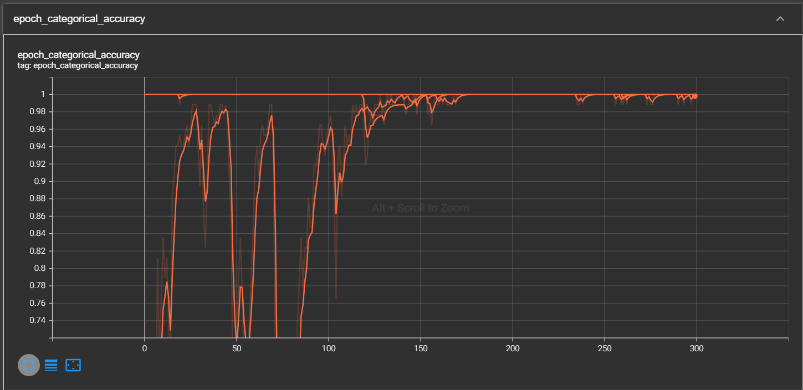 epoch_categorical_accuracy
epoch_categorical_accuracy
tag: epoch_categorical_accuracy
1
0.98
0.96
0.94
0.92
0.9
0.88
0.86
0.84
0.82
0.8
0.78
0.76
0.74
Alt + Scroll to Zoom
0 50 100 150 200 250 300